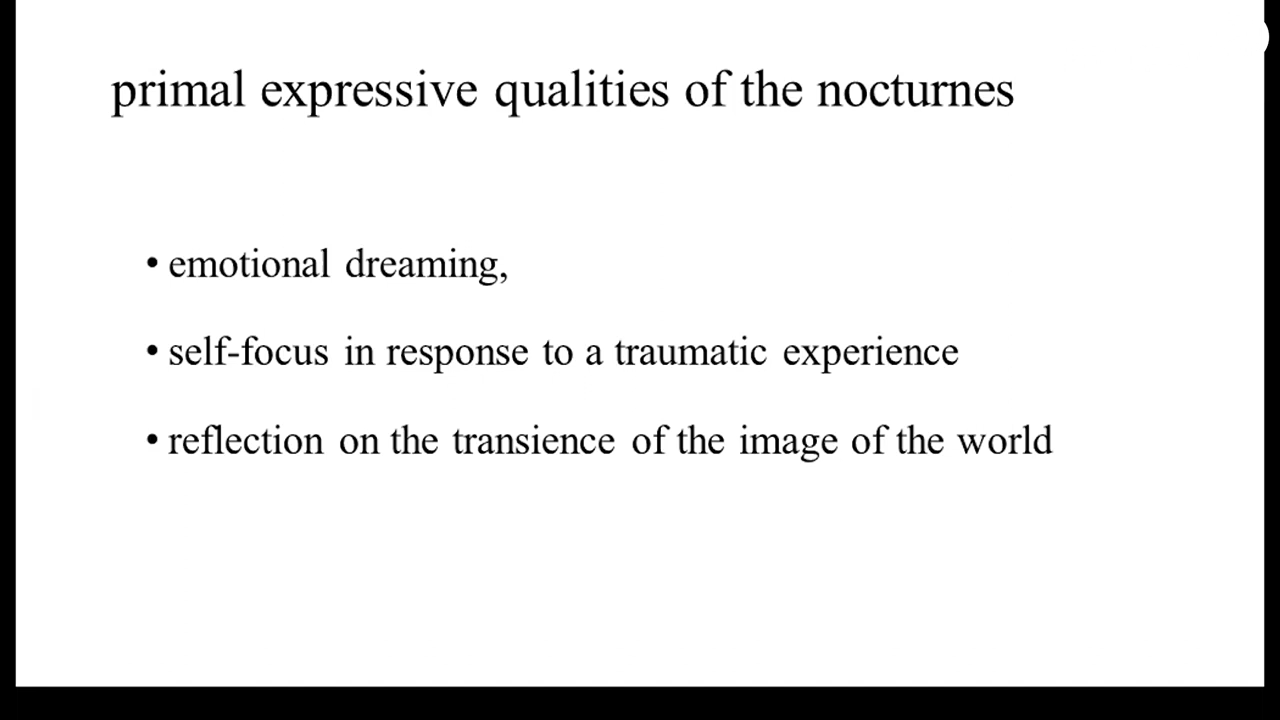 primal expressive qualities of the nocturnes
• emotional dreaming,
• self-focus in response to a traumatic experience
• reflection on the transience of the image of the world